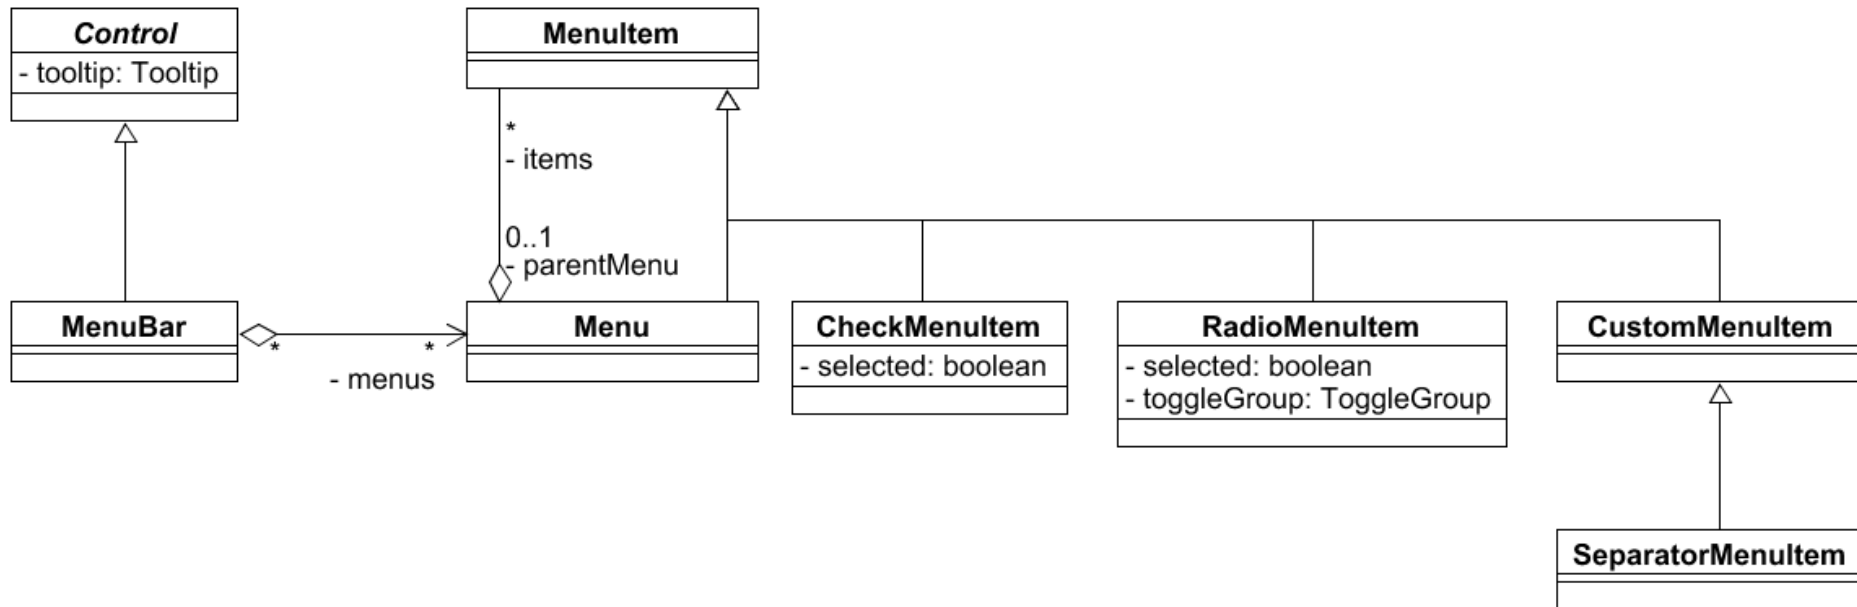 Control
- tooltip: Tooltip
MenuItem
*
- items
0..1
- parentMenu
MenuBar
*
*
- menus
Menu
CheckMenuItem
- selected: boolean
RadioMenuItem
- selected: boolean
- toggleGroup: ToggleGroup
CustomMenuItem
SeparatorMenuItem